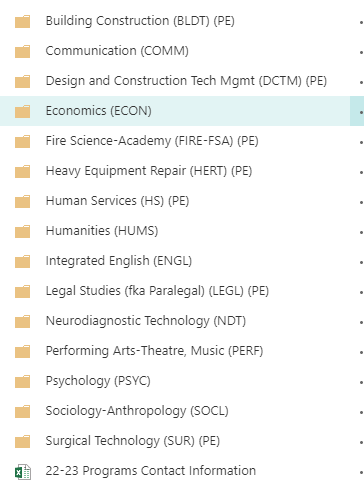 Building Construction (BLDT) (PE)
Communication (COMM)
Design and Construction Tech Mgmt (DCTM) (PE)
Economics (ECON)
Fire Science-Academy (FIRE-FSA) (PE)
Heavy Equipment Repair (HERT) (PE)
Human Services (HS) (PE)
Humanities (HUMS)
Integrated English (ENGL)
Legal Studies (fka Paralegal) (LEGL) (PE)
Neurodiagnostic Technology (NDT)
Performing Arts-Theatre, Music (PERF)
Psychology (PSYC)
Sociology-Anthropology (SOCL)
Surgical Technology (SUR) (PE)
22-23 Programs Contact Information